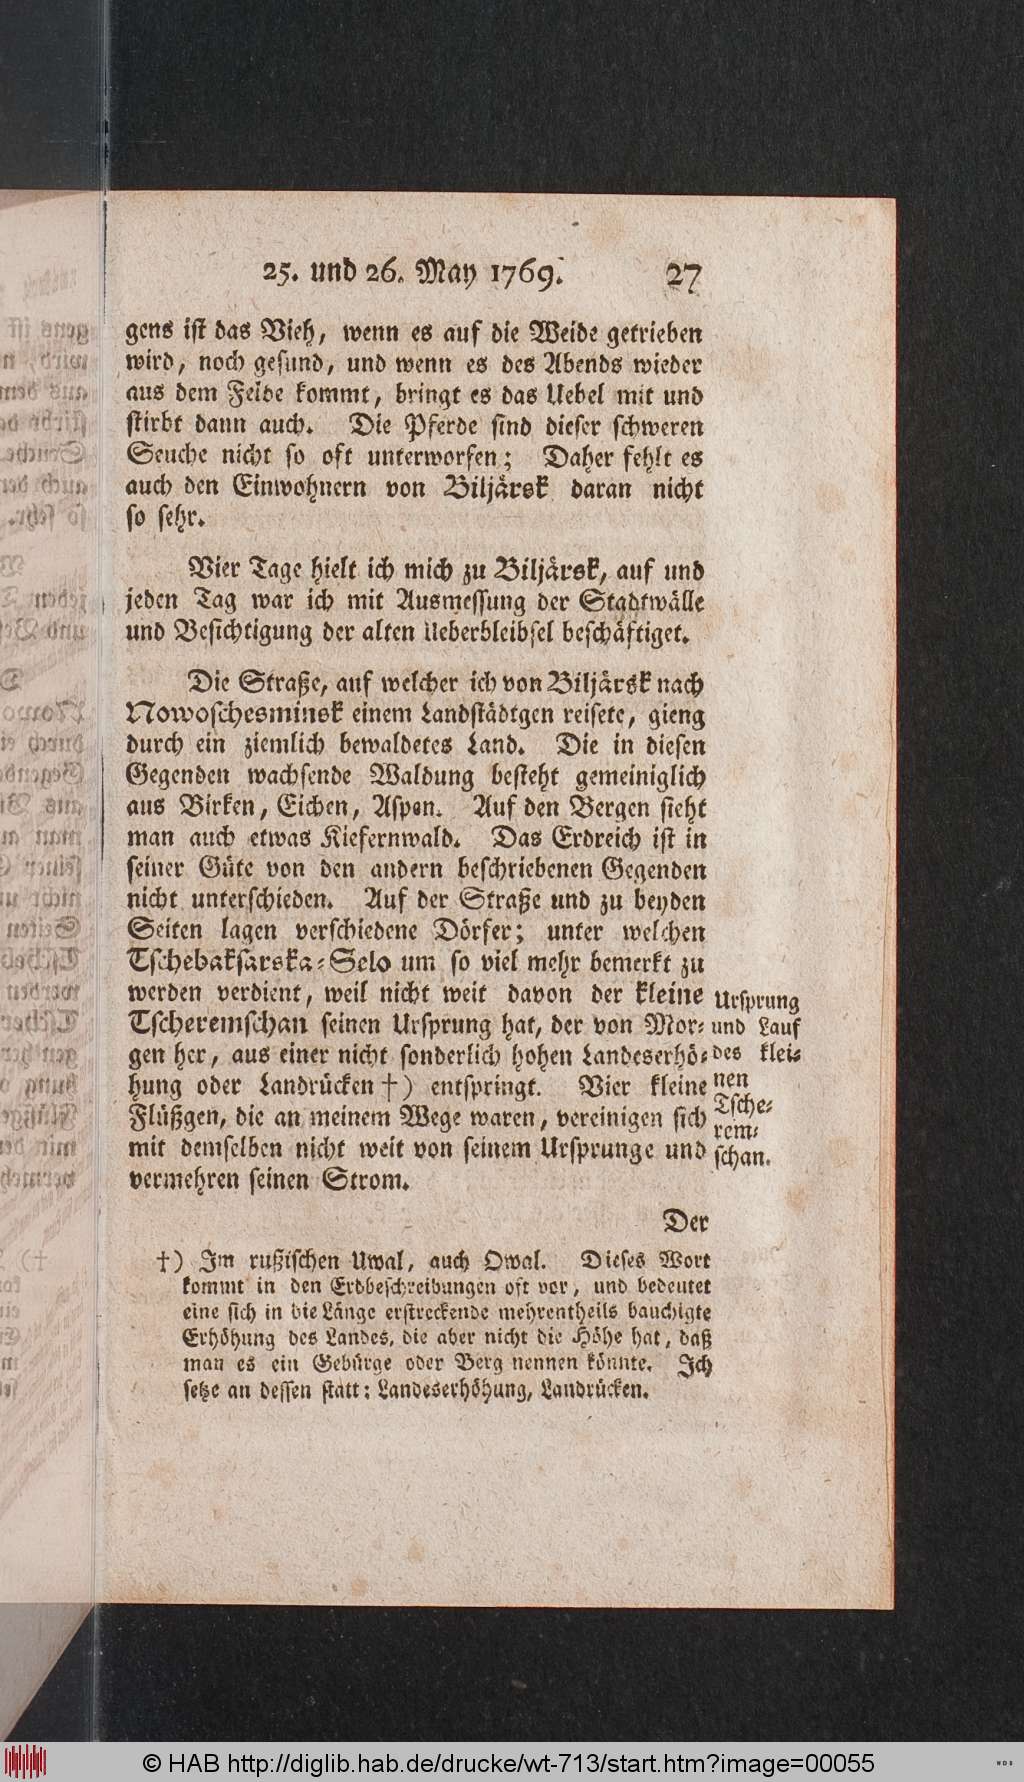 25. und 26. May 1769. 27
gens ist das Vieh, wenn es auf die Weide getrieben
wird, noch gesund, und wenn es des Abends wieder
aus dem Felde kommt, bringt es das Uebel mit und
stirbt dann auch. Die Pferde sind dieser schweren
Seuche nicht so oft unterworfen; Daher fehlt es
auch den Einwohnern von Biljärsk daran nicht
so sehr.
Vier Tage hielt ich mich zu Biljärsk, auf und
jeden Tag war ich mit Ausmessung der Stadtwälle
und Besichtigung der alten Ueberbleibsel beschäftiget.
Die Straße, auf welcher ich von Biljärsk nach
Nowoscheminsk einem Landstädtgen reisete, gieng
durch ein ziemlich bewaldetes Land. Die in diesen
Gegenden wachsende Waldung besteht gemeiniglich
aus Birken, Eichen, Aspen. Auf den Bergen sieht
man auch etwas Kiefernwald. Das Erdreich ist in
seiner Güte von den andern beschriebenen Gegenden
nicht unterschieden. Auf der Straße und zu beyden
Seiten lagen verschiedene Dörfer; unter welchen
Tschebaksarska-Selo um so viel mehr bemerkt zu
werden verdient, weil nicht weit davon der kleine
Tscheremschan seinen Ursprung hat, der von Mor-
gen her, aus einer nicht sonderlich hohen Landeserhö-
hung oder Landrücken †) entspringt. Vier kleine
Flüßgen, die an meinem Wege waren, vereinigen sich
mit demselben nicht weit von seinem Ursprunge und
vermehren seinen Strom.
Ursprung
und Lauf
des klei-
nen
Tsche-
rem-
schan.
Der
†) Im rußischen Uwal, auch Owal. Dieses Wort
kommt in den Erdbeschreibungen oft vor, und bedeutet
eine sich in die Länge erstreckende mehrentheils bauchigte
Erhöhung des Landes, die aber nicht die Höhe hat, daß
man es ein Gebürge oder Berg nennen könnte. Ich
setze an dessen statt: Landeserhöhung, Landrücken.
© HAB http://diglib.hab.de/drucke/wt-713/start.htm?image=00055